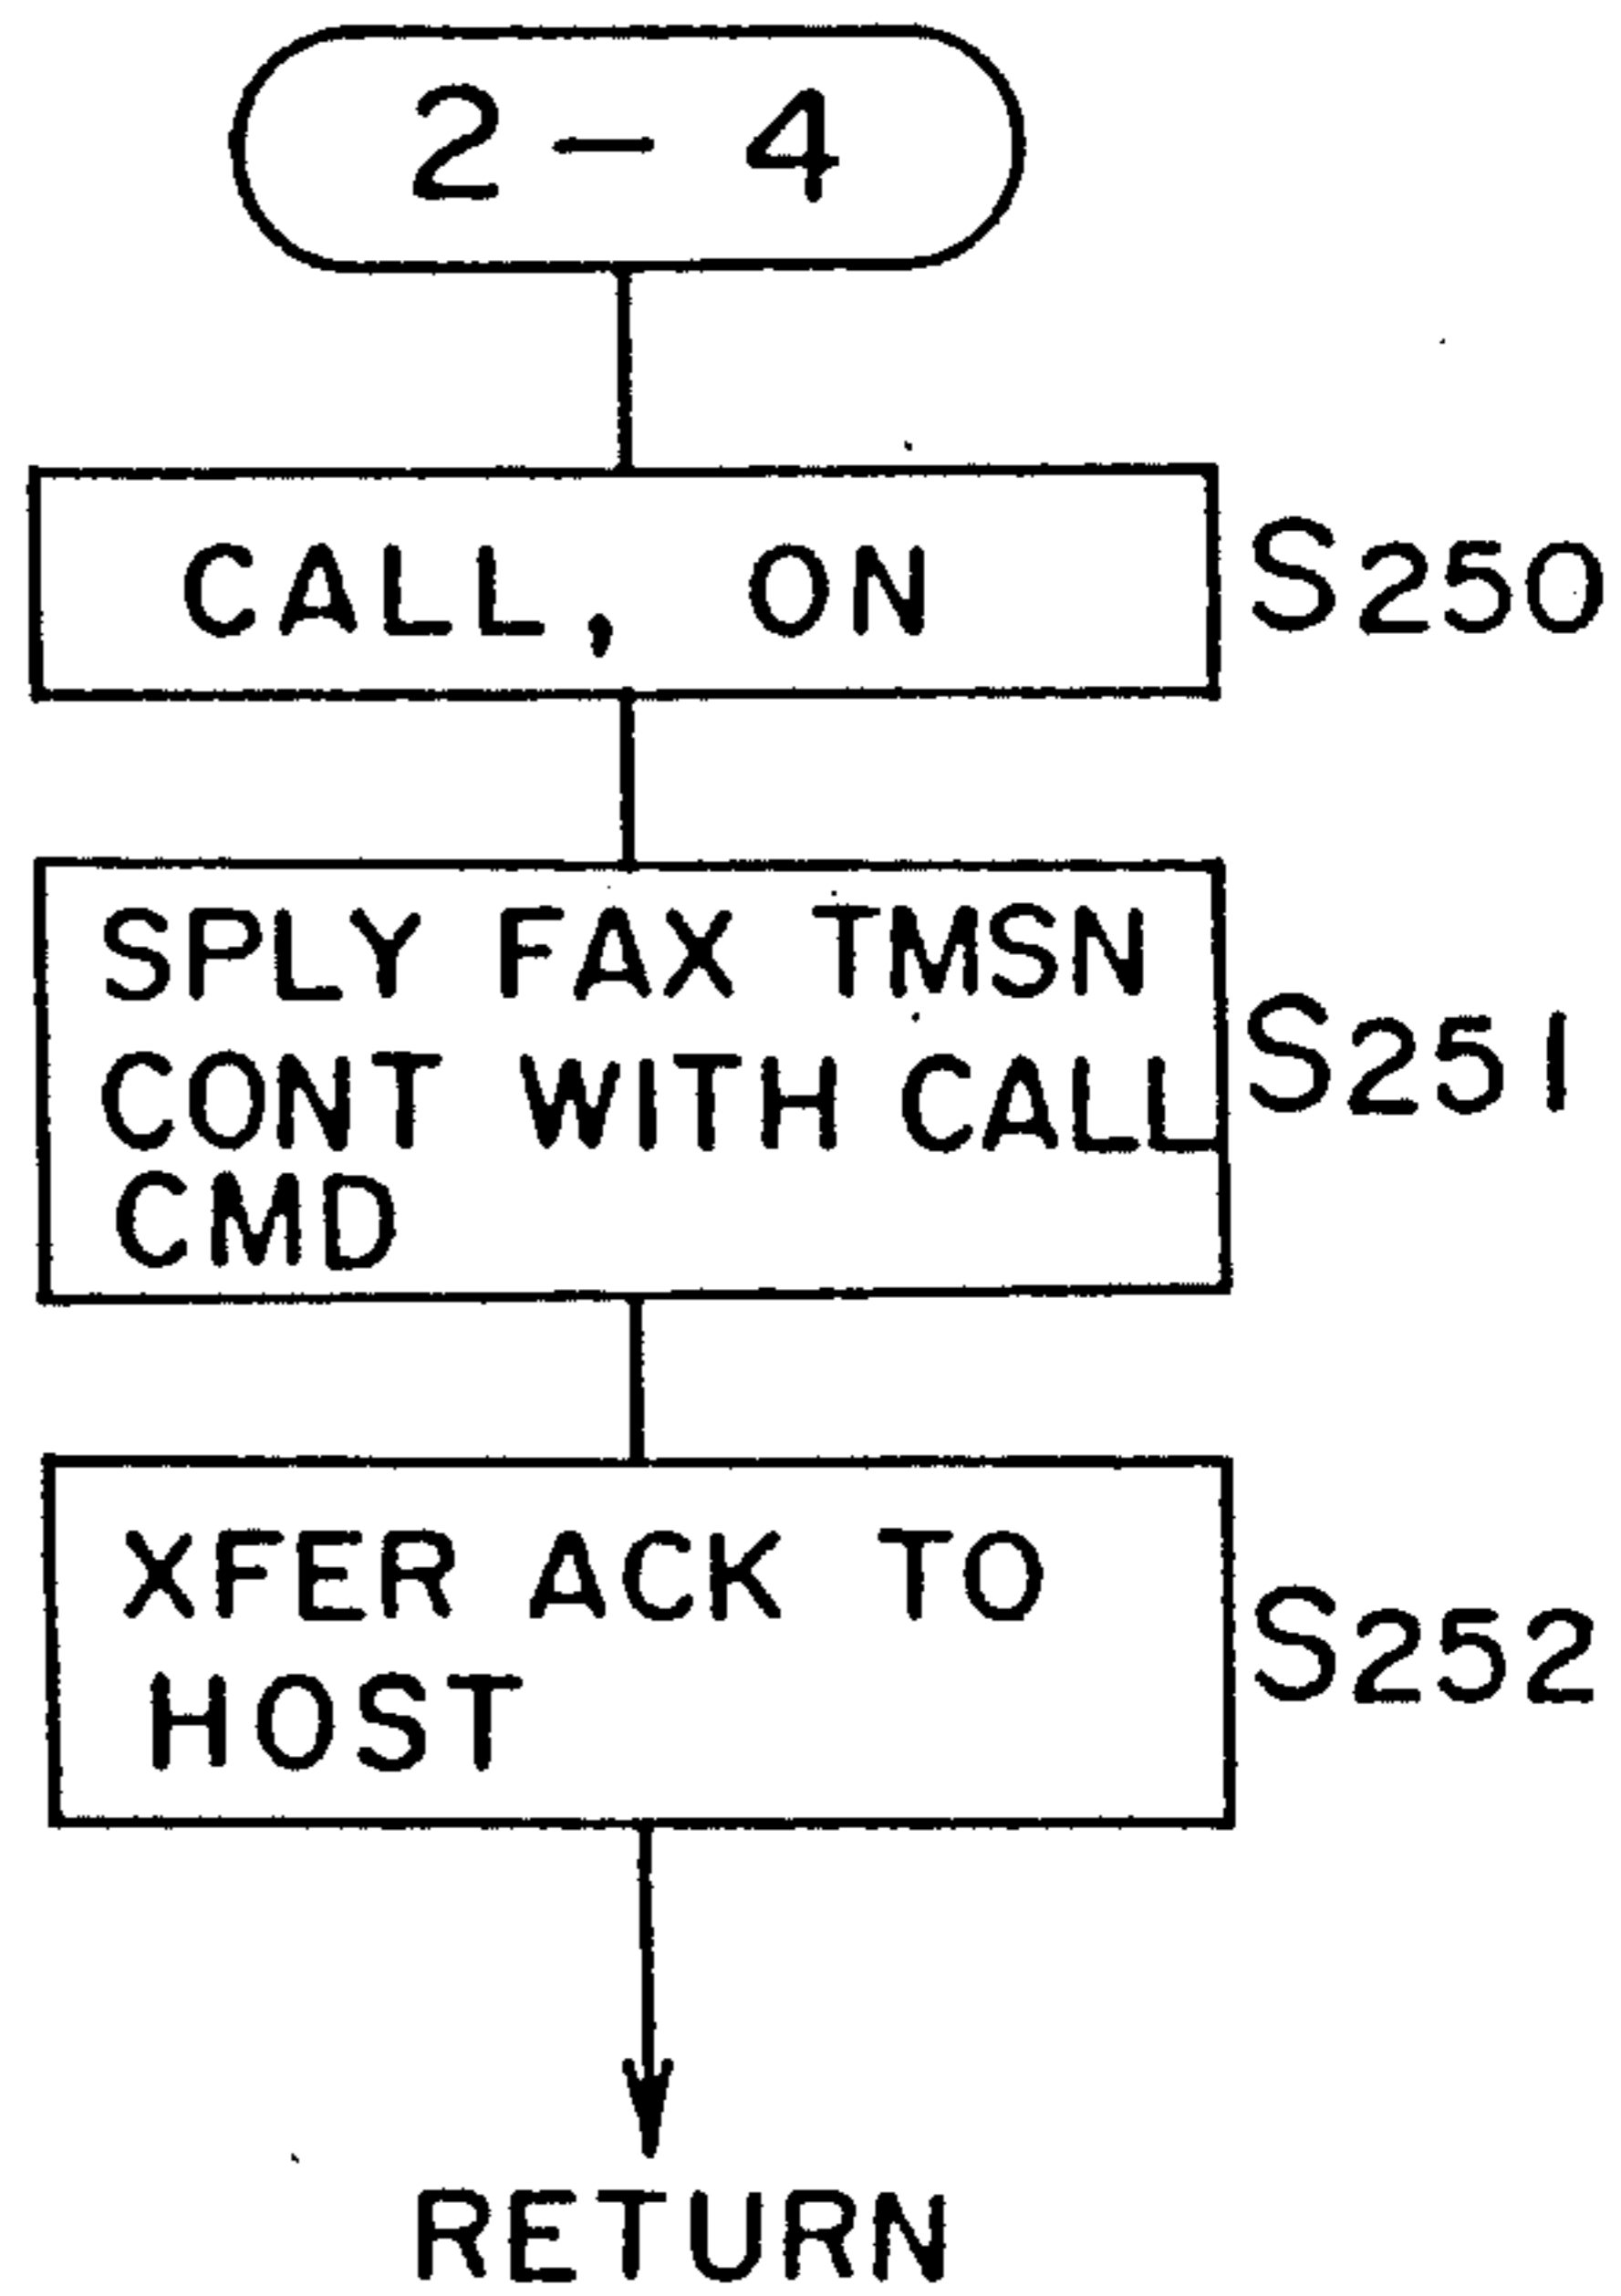 2-4
CALL, ON
S250
SPLY FAX TMSN
CONT WITH CALL
CMD
S251
XFER ACK TO
HOST
S252
RETURN